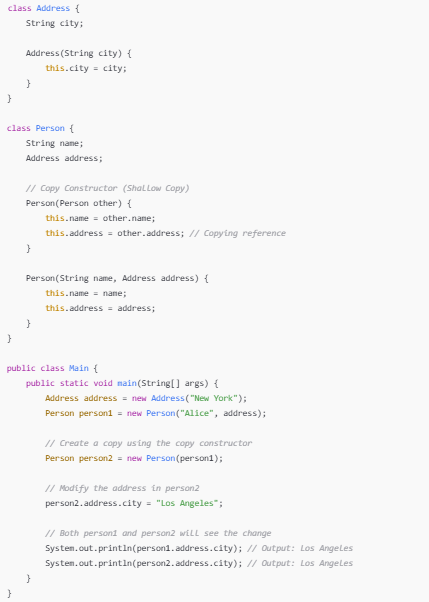 class Address {
    String city;

    Address(String city) {
        this.city = city;
    }
}

class Person {
    String name;
    Address address;

    // Copy Constructor (Shallow Copy)
    Person(Person other) {
        this.name = other.name;
        this.address = other.address; // Copying reference
    }

    Person(String name, Address address) {
        this.name = name;
        this.address = address;
    }
}

public class Main {
    public static void main(String[] args) {
        Address address = new Address("New York");
        Person person1 = new Person("Alice", address);

        // Create a copy using the copy constructor
        Person person2 = new Person(person1);

        // Modify the address in person2
        person2.address.city = "Los Angeles";

        // Both person1 and person2 will see the change
        System.out.println(person1.address.city); // Output: Los Angeles
        System.out.println(person2.address.city); // Output: Los Angeles
    }
}